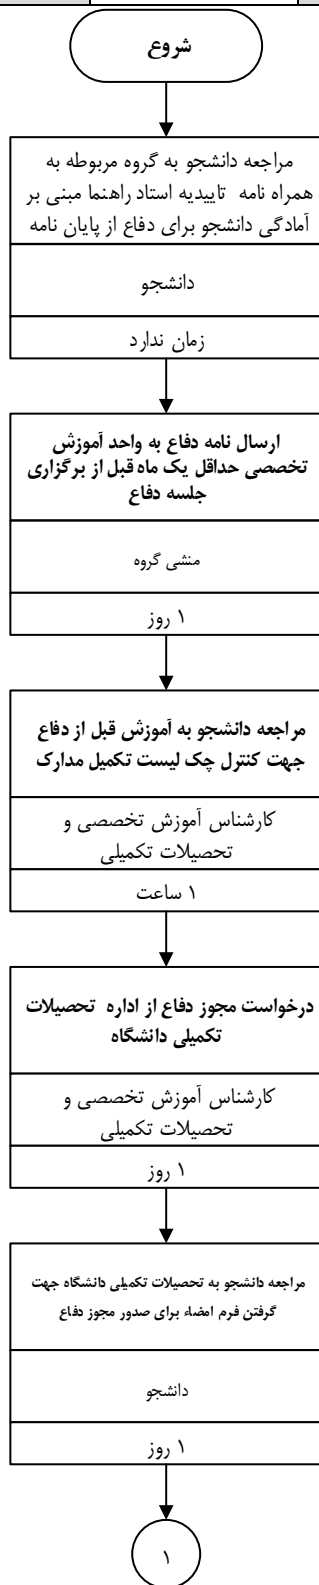 شروع
مراجعه دانشجو به گروه مربوطه به
همراه نامه تاییدیه استاد راهنما مبنی بر
آمادگی دانشجو برای دفاع از پایان نامه
دانشجو
زمان ندارد
ارسال نامه دفاع به واحد آموزش
تخصصی حداقل یک ماه قبل از برگزاری
جلسه دفاع
منشی گروه
۱ روز
مراجعه دانشجو به آموزش قبل از دفاع
جهت کنترل چک لیست تکمیل مدارک
کارشناس آموزش تخصصی و
تحصیلات تکمیلی
۱ ساعت
درخواست مجوز دفاع از اداره تحصیلات
تکمیلی دانشگاه
کارشناس آموزش تخصصی و
تحصیلات تکمیلی
۱ روز
مراجعه دانشجو به تحصیلات تکمیلی دانشگاه جهت
گرفتن فرم امضاء برای صدور مجوز دفاع
دانشجو
۱ روز
۱